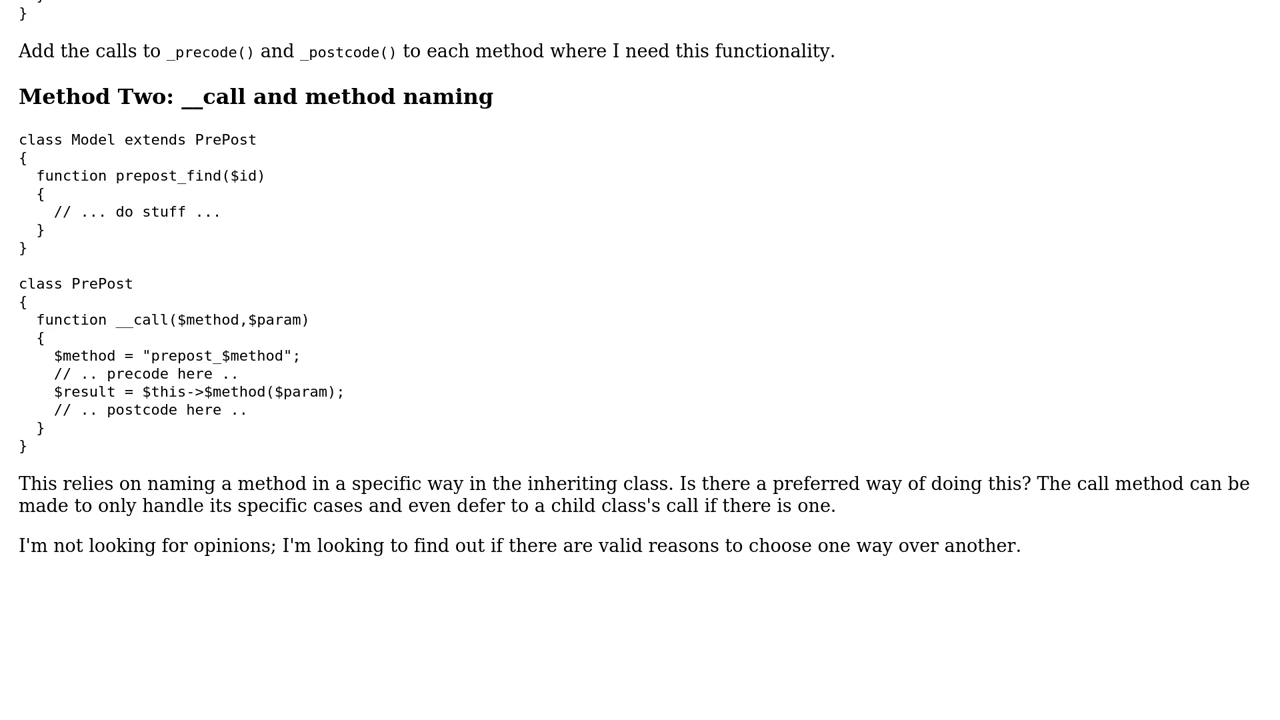 }
Add the calls to _precode() and _postcode() to each method where I need this functionality.
Method Two: __call and method naming
class Model extends PrePost
{
  function prepost_find($id)
  {
    // ... do stuff ...
  }
}
class PrePost
{
  function __call($method,$param)
  {
    $method = "prepost_$method";
    // .. precode here ..
    $result = $this->$method($param);
    // .. postcode here ..
  }
}
This relies on naming a method in a specific way in the inheriting class. Is there a preferred way of doing this? The call method can be
made to only handle its specific cases and even defer to a child class's call if there is one.
I'm not looking for opinions; I'm looking to find out if there are valid reasons to choose one way over another.